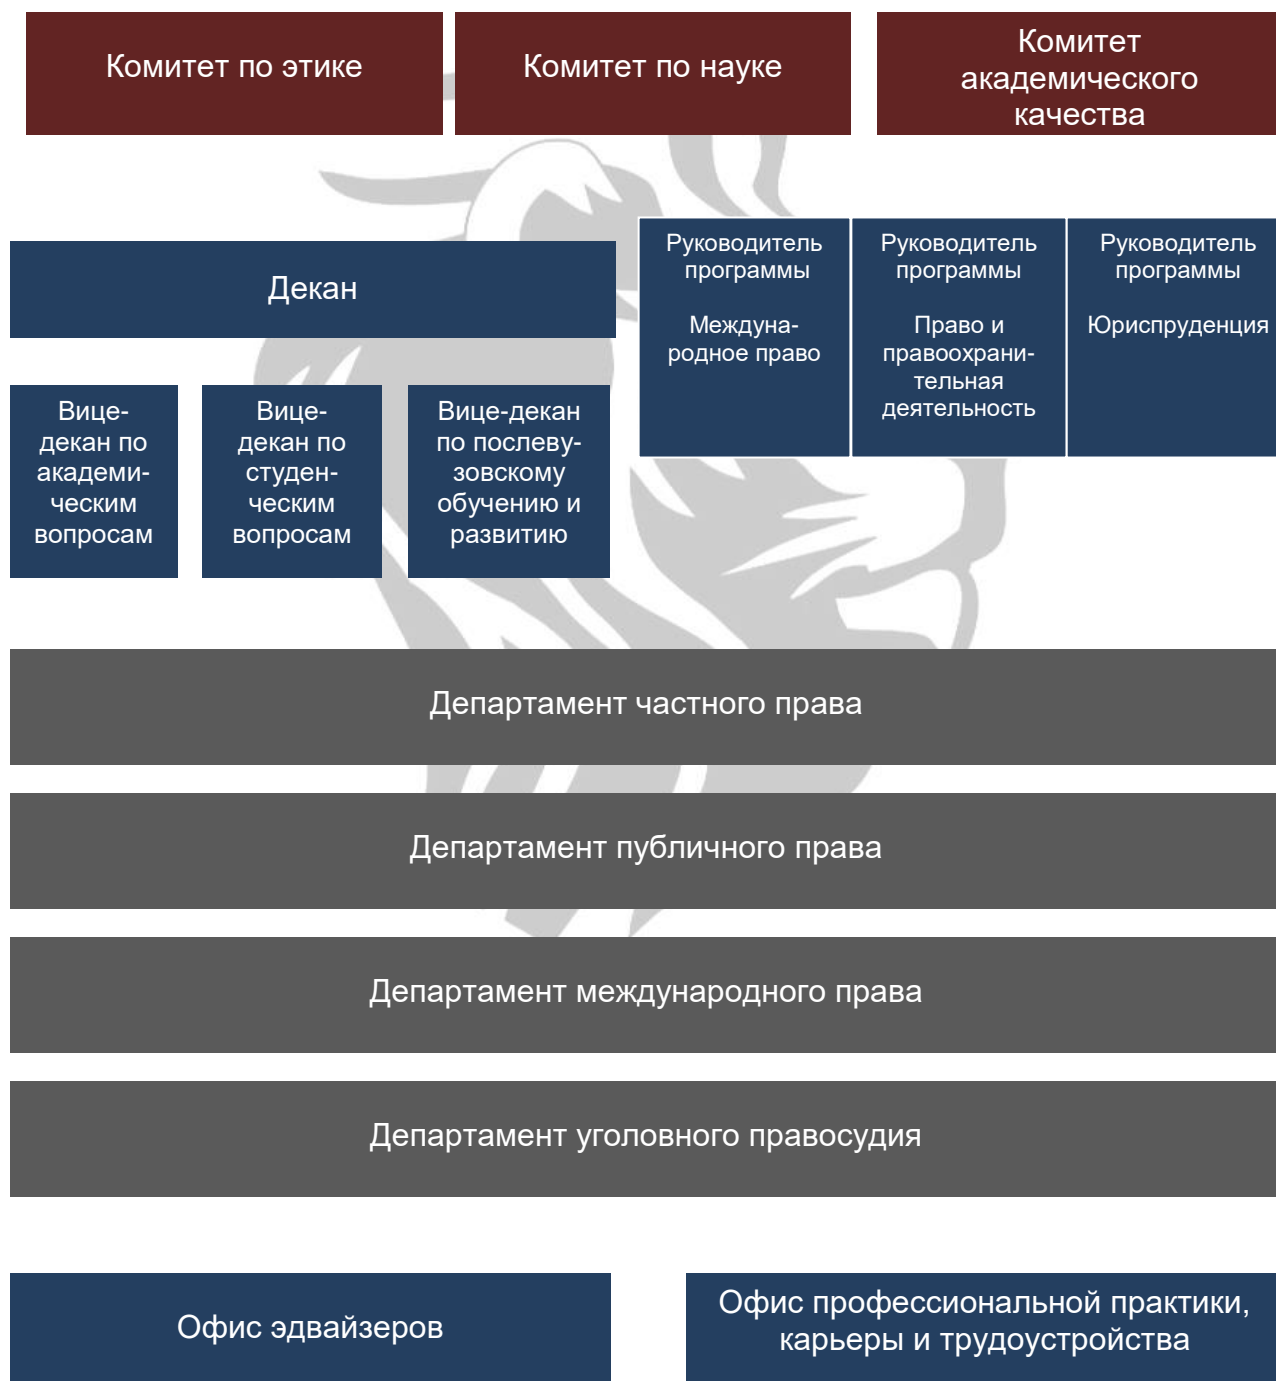 Комитет по этике
Комитет по науке
Комитет
академического
качества
Декан
Руководитель
программы
Междуна-
родное право
Руководитель
программы
Право и
правоохрани-
тельная
деятельность
Руководитель
программы
Юриспруденция
Вице-
декан по
академи-
ческим
вопросам
Вице-
декан по
студен-
ческим
вопросам
Вице-декан
по послеву-
зовскому
обучению и
развитию
Департамент частного права
Департамент публичного права
Департамент международного права
Департамент уголовного правосудия
Офис эдвайзеров
Офис профессиональной практики,
карьеры и трудоустройства